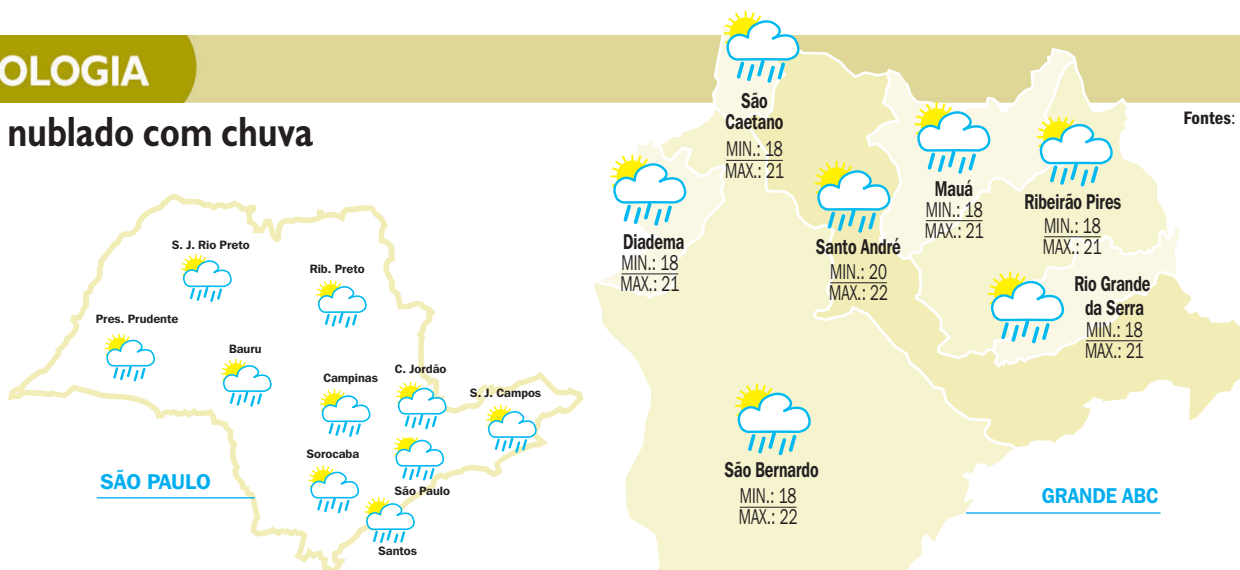 OLOGIA
nublado com chuva
Fontes:
S. J. Rio Preto
Rib. Preto
Pres. Prudente
Bauru
Campinas
C. Jordão
S. J. Campos
Sorocaba
São Paulo
Santos
SÃO PAULO
São
Caetano
MIN.: 18
MAX.: 21
Diadema
MIN.: 18
MAX.: 21
Santo André
MIN.: 20
MAX.: 22
Mauá
MIN.: 18
MAX.: 21
Ribeirão Pires
MIN.: 18
MAX.: 21
Rio Grande
da Serra
MIN.: 18
MAX.: 21
São Bernardo
MIN.: 18
MAX.: 22
GRANDE ABC